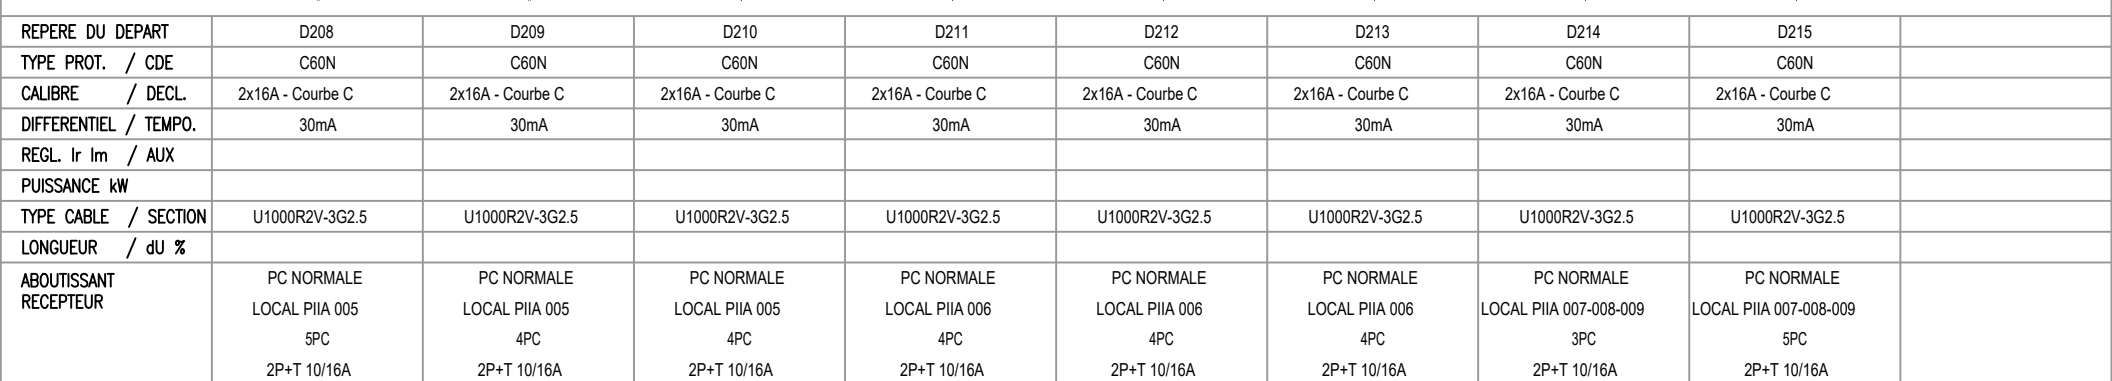 REPERE DU DEPART D208 D209 D210 D211 D212 D213 D214 D215
TYPE PROT. / CDE C60N C60N C60N C60N C60N C60N C60N C60N
CALIBRE / DECL. 2x16A - Courbe C 2x16A - Courbe C 2x16A - Courbe C 2x16A - Courbe C 2x16A - Courbe C 2x16A - Courbe C 2x16A - Courbe C 2x16A - Courbe C
DIFFERENTIEL / TEMPO. 30mA 30mA 30mA 30mA 30mA 30mA 30mA 30mA
REGL. Ir Im / AUX
PUISSANCE kW
TYPE CABLE / SECTION U1000R2V-3G2.5 U1000R2V-3G2.5 U1000R2V-3G2.5 U1000R2V-3G2.5 U1000R2V-3G2.5 U1000R2V-3G2.5 U1000R2V-3G2.5 U1000R2V-3G2.5
LONGUEUR / dU %
ABOUTISSANT PC NORMALE PC NORMALE PC NORMALE PC NORMALE PC NORMALE PC NORMALE PC NORMALE PC NORMALE
RECEPTEUR LOCAL PIIA 005 LOCAL PIIA 005 LOCAL PIIA 005 LOCAL PIIA 006 LOCAL PIIA 006 LOCAL PIIA 006 LOCAL PIIA 007-008-009 LOCAL PIIA 007-008-009
5PC 4PC 4PC 4PC 4PC 4PC 3PC 5PC
2P+T 10/16A 2P+T 10/16A 2P+T 10/16A 2P+T 10/16A 2P+T 10/16A 2P+T 10/16A 2P+T 10/16A 2P+T 10/16A